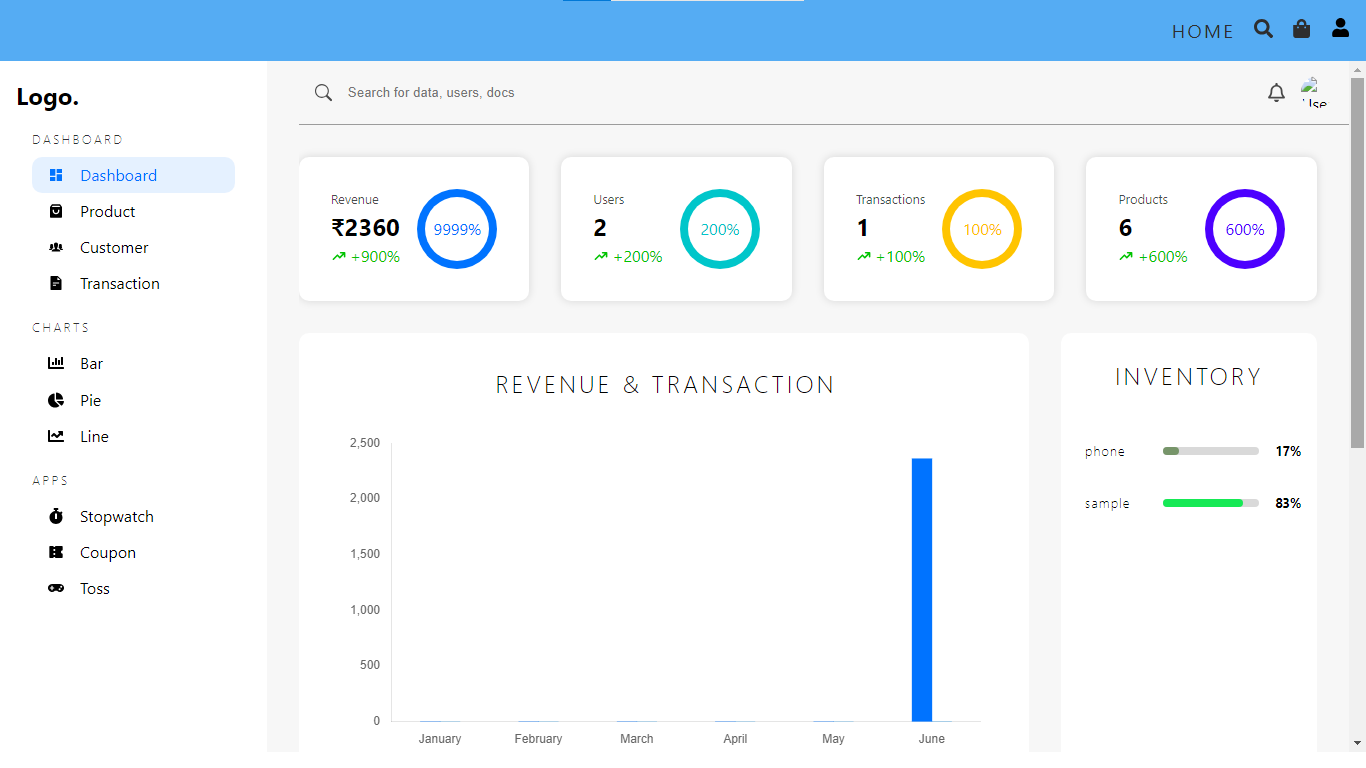 HOME
Logo.
DASHBOARD
Dashboard
Product
Customer
Transaction
CHARTS
Bar
Pie
Line
APPS
Stopwatch
Coupon
Toss
Search for data, users, docs
Use
Revenue
₹2360
+900%
9999%
Users
2
+200%
200%
Transactions
1
+100%
100%
Products
6
+600%
600%
REVENUE & TRANSACTION
2,500
2,000
1,500
1,000
500
0
January February March April May June
INVENTORY
phone 17%
sample 83%